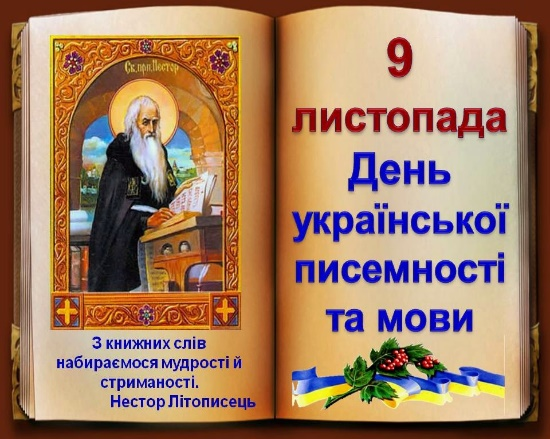 Св. прп. Нестор
З книжних слів
набираємося мудрості й
стриманості.
Нестор Літописець
9
листопада
День
української
писемності
та мови